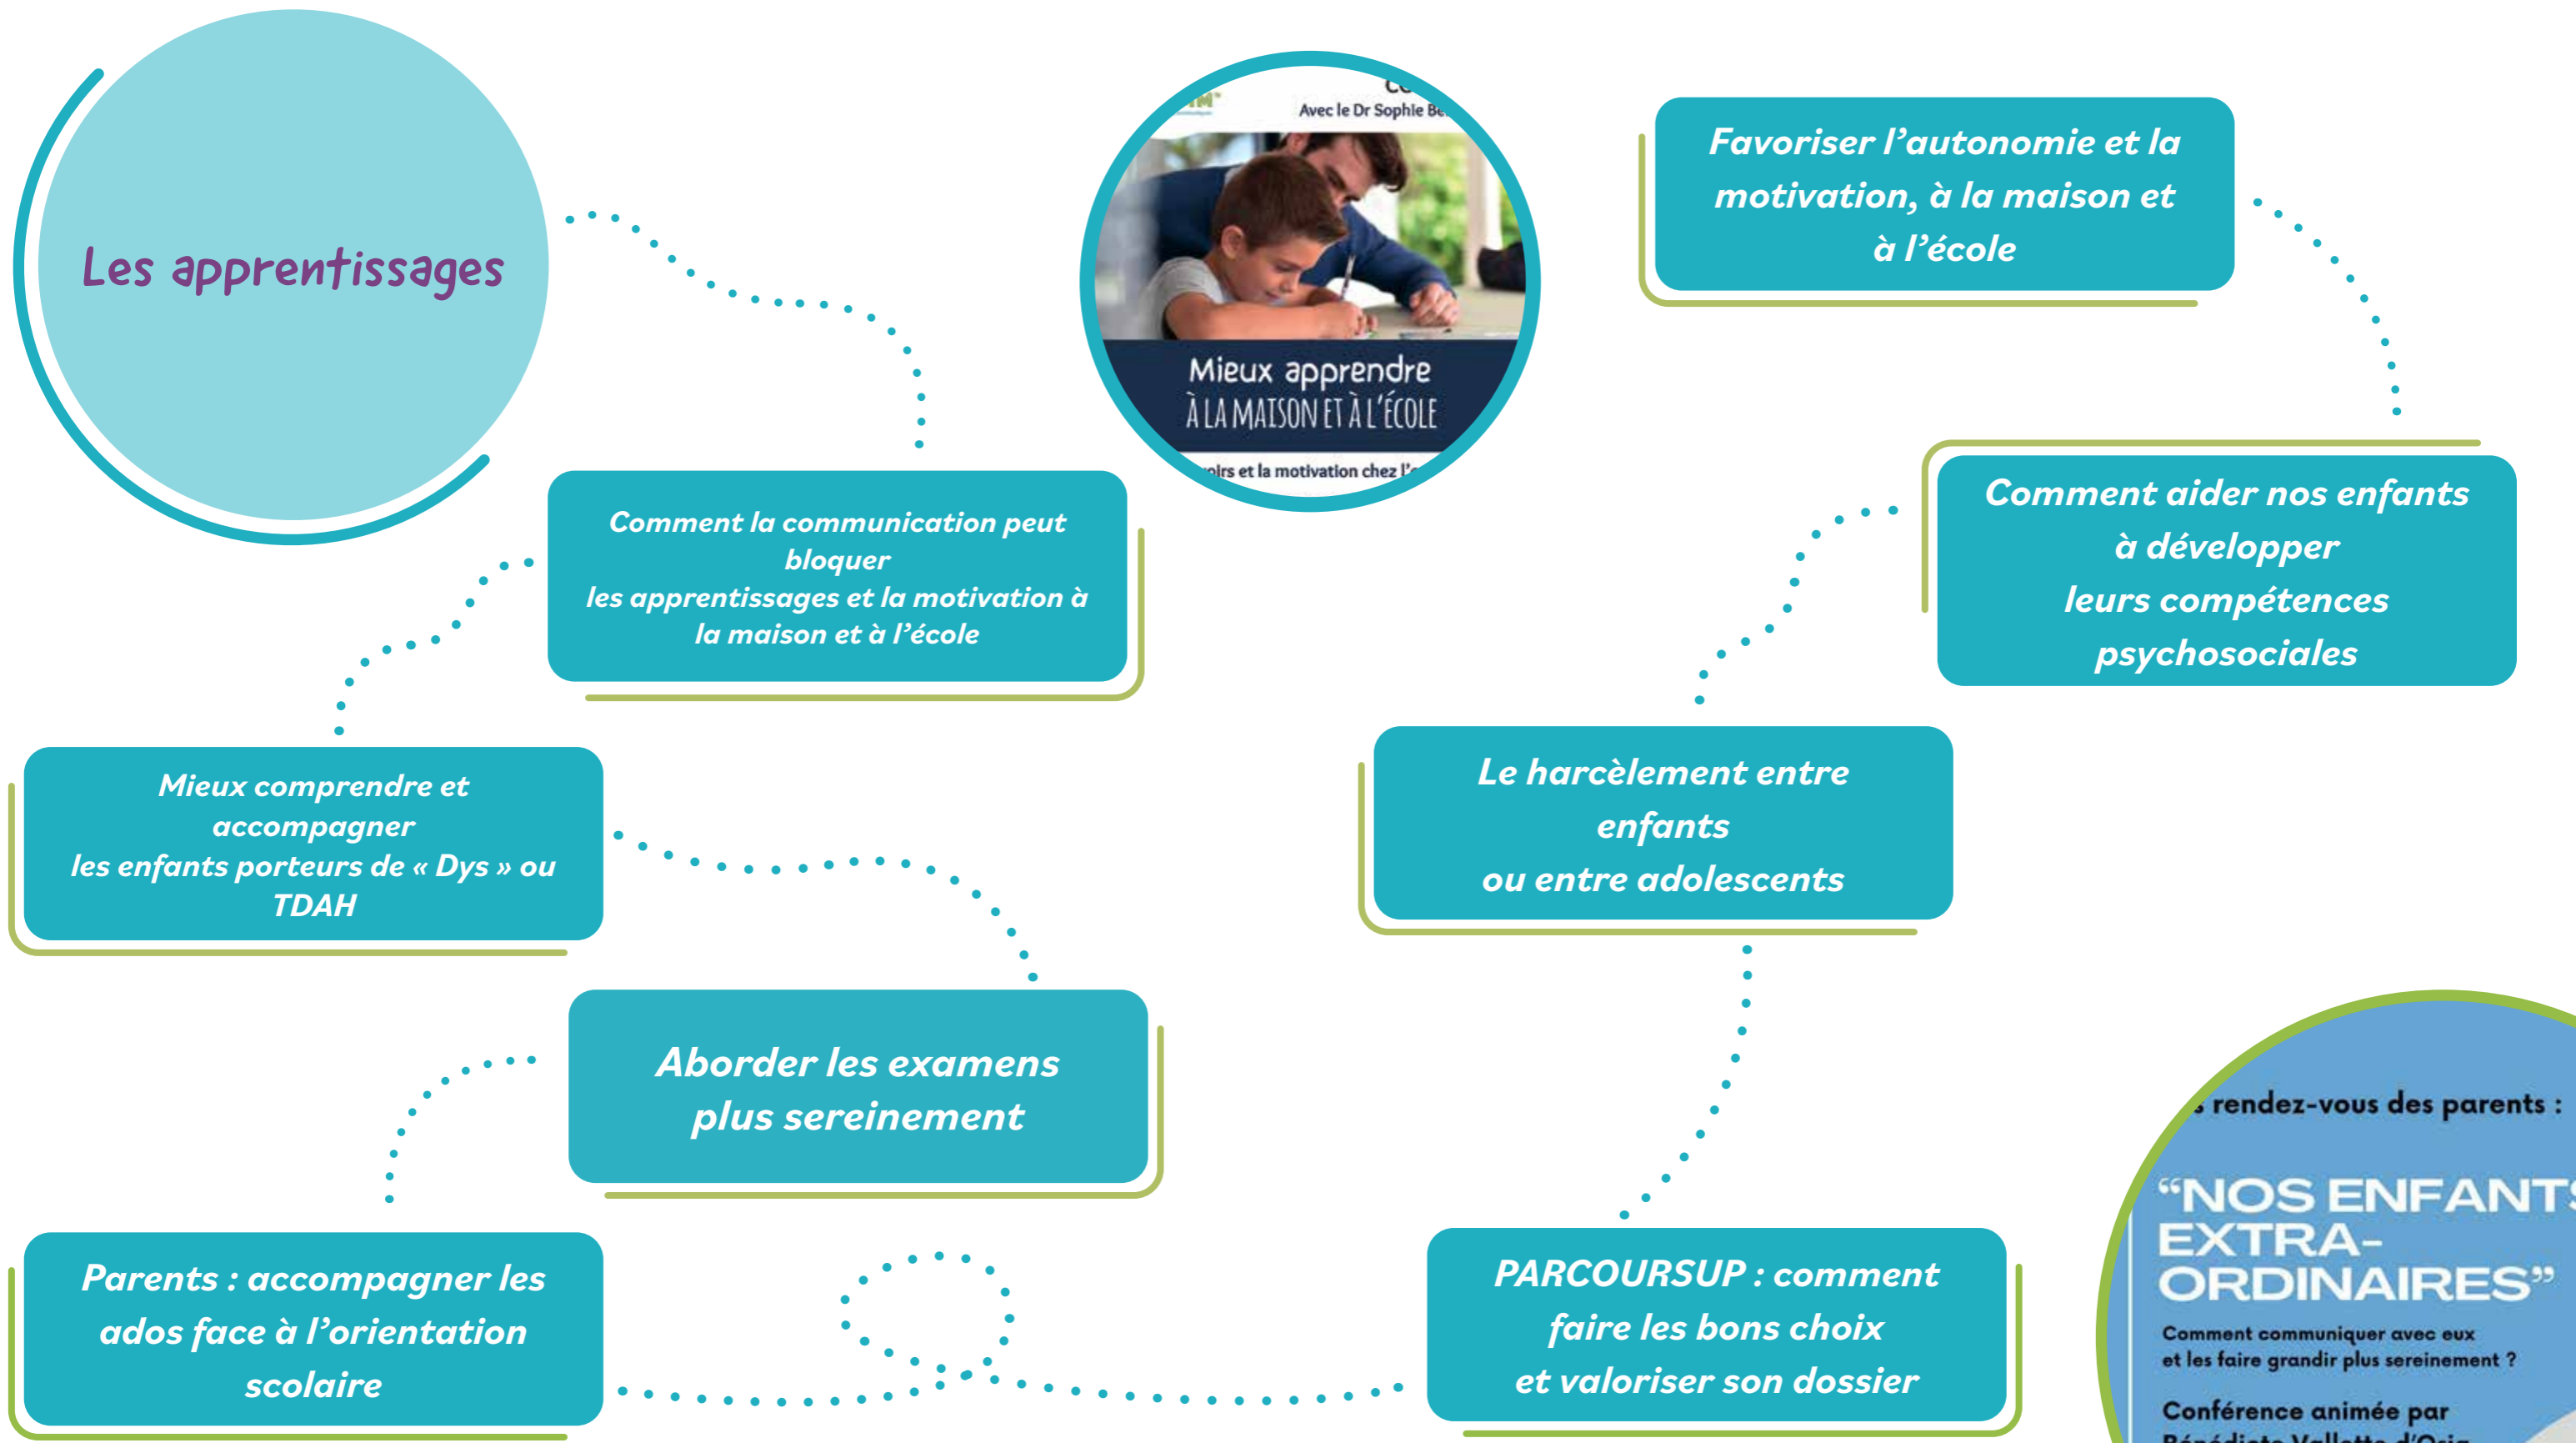 Les apprentissages
Avec le Dr Sophie
Mieux apprendre
À LA MAISON ET À L'ÉCOLE
et la motivation chez
Comment la communication peut
bloquer
les apprentissages et la motivation à
la maison et à l'école
Mieux comprendre et
accompagner
les enfants porteurs de « Dys » ou
TDAH
Aborder les examens
plus sereinement
Parents : accompagner les
ados face à l'orientation
scolaire
PARCOURSUP : comment
faire les bons choix
et valoriser son dossier
Le harcèlement entre
enfants
ou entre adolescents
Comment aider nos enfants
à développer
leurs compétences
psychosociales
Favoriser l'autonomie et la
motivation, à la maison et
à l'école
rendez-vous des parents :
“NOS ENFANTS
EXTRA-
ORDINAIRES”
Comment communiquer avec eux
et les faire grandir plus sereinement ?
Conférence animée par